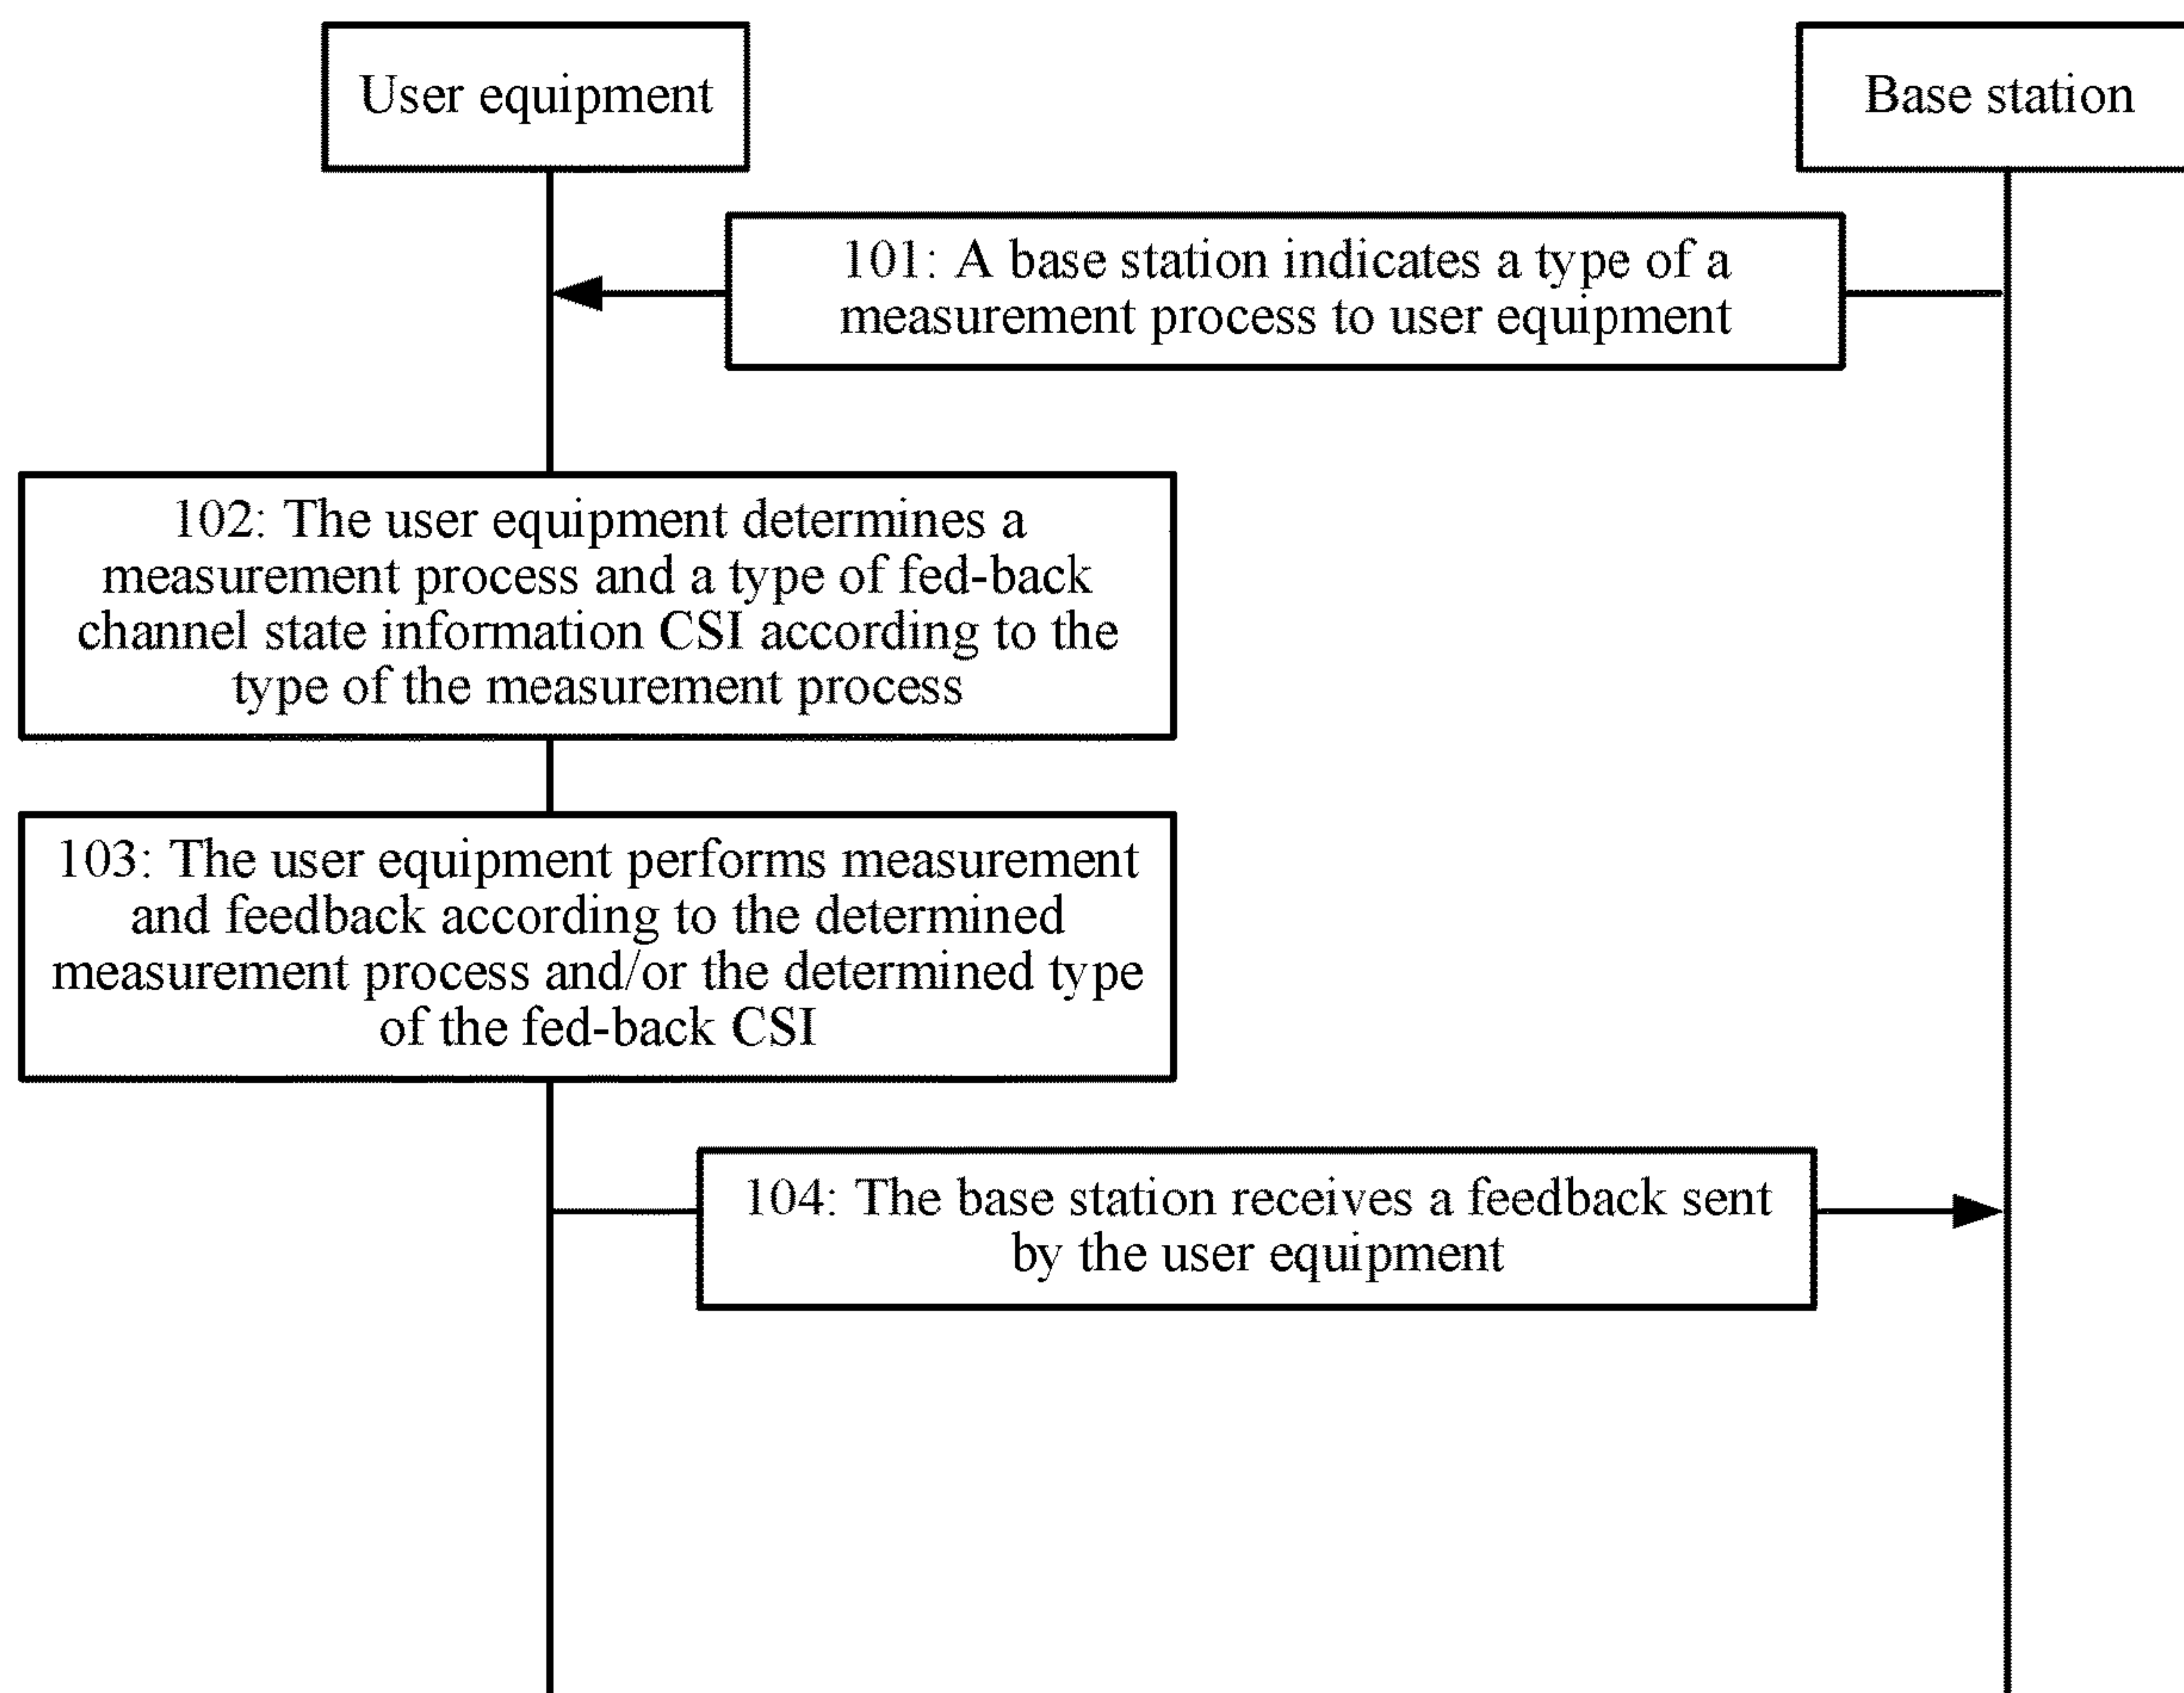 User equipment
Base station
101: A base station indicates a type of a
measurement process to user equipment
102: The user equipment determines a
measurement process and a type of fed-back
channel state information CSI according to the
type of the measurement process
103: The user equipment performs measurement
and feedback according to the determined
measurement process and/or the determined type
of the fed-back CSI
104: The base station receives a feedback sent
by the user equipment